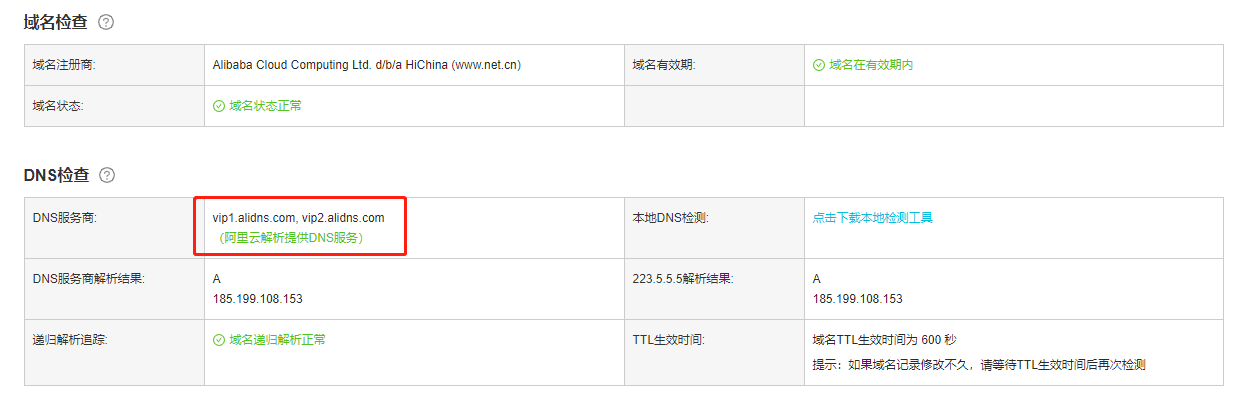 域名检查 ?
域名注册商: Alibaba Cloud Computing Ltd. d/b/a HiChina (www.net.cn) 域名有效期: 域名在有效期内
域名状态: 域名状态正常
DNS检查 ?
DNS服务商: vip1.alidns.com, vip2.alidns.com 本地DNS检测: 点击下载本地检测工具
（阿里云解析提供DNS服务）
DNS服务商解析结果: A 223.5.5.5解析结果: A
185.199.108.153 185.199.108.153
递归解析追踪: 域名递归解析正常 TTL生效时间: 域名TTL生效时间为 600 秒
提示：如果域名记录修改不久，请等待TTL生效时间后再次检测